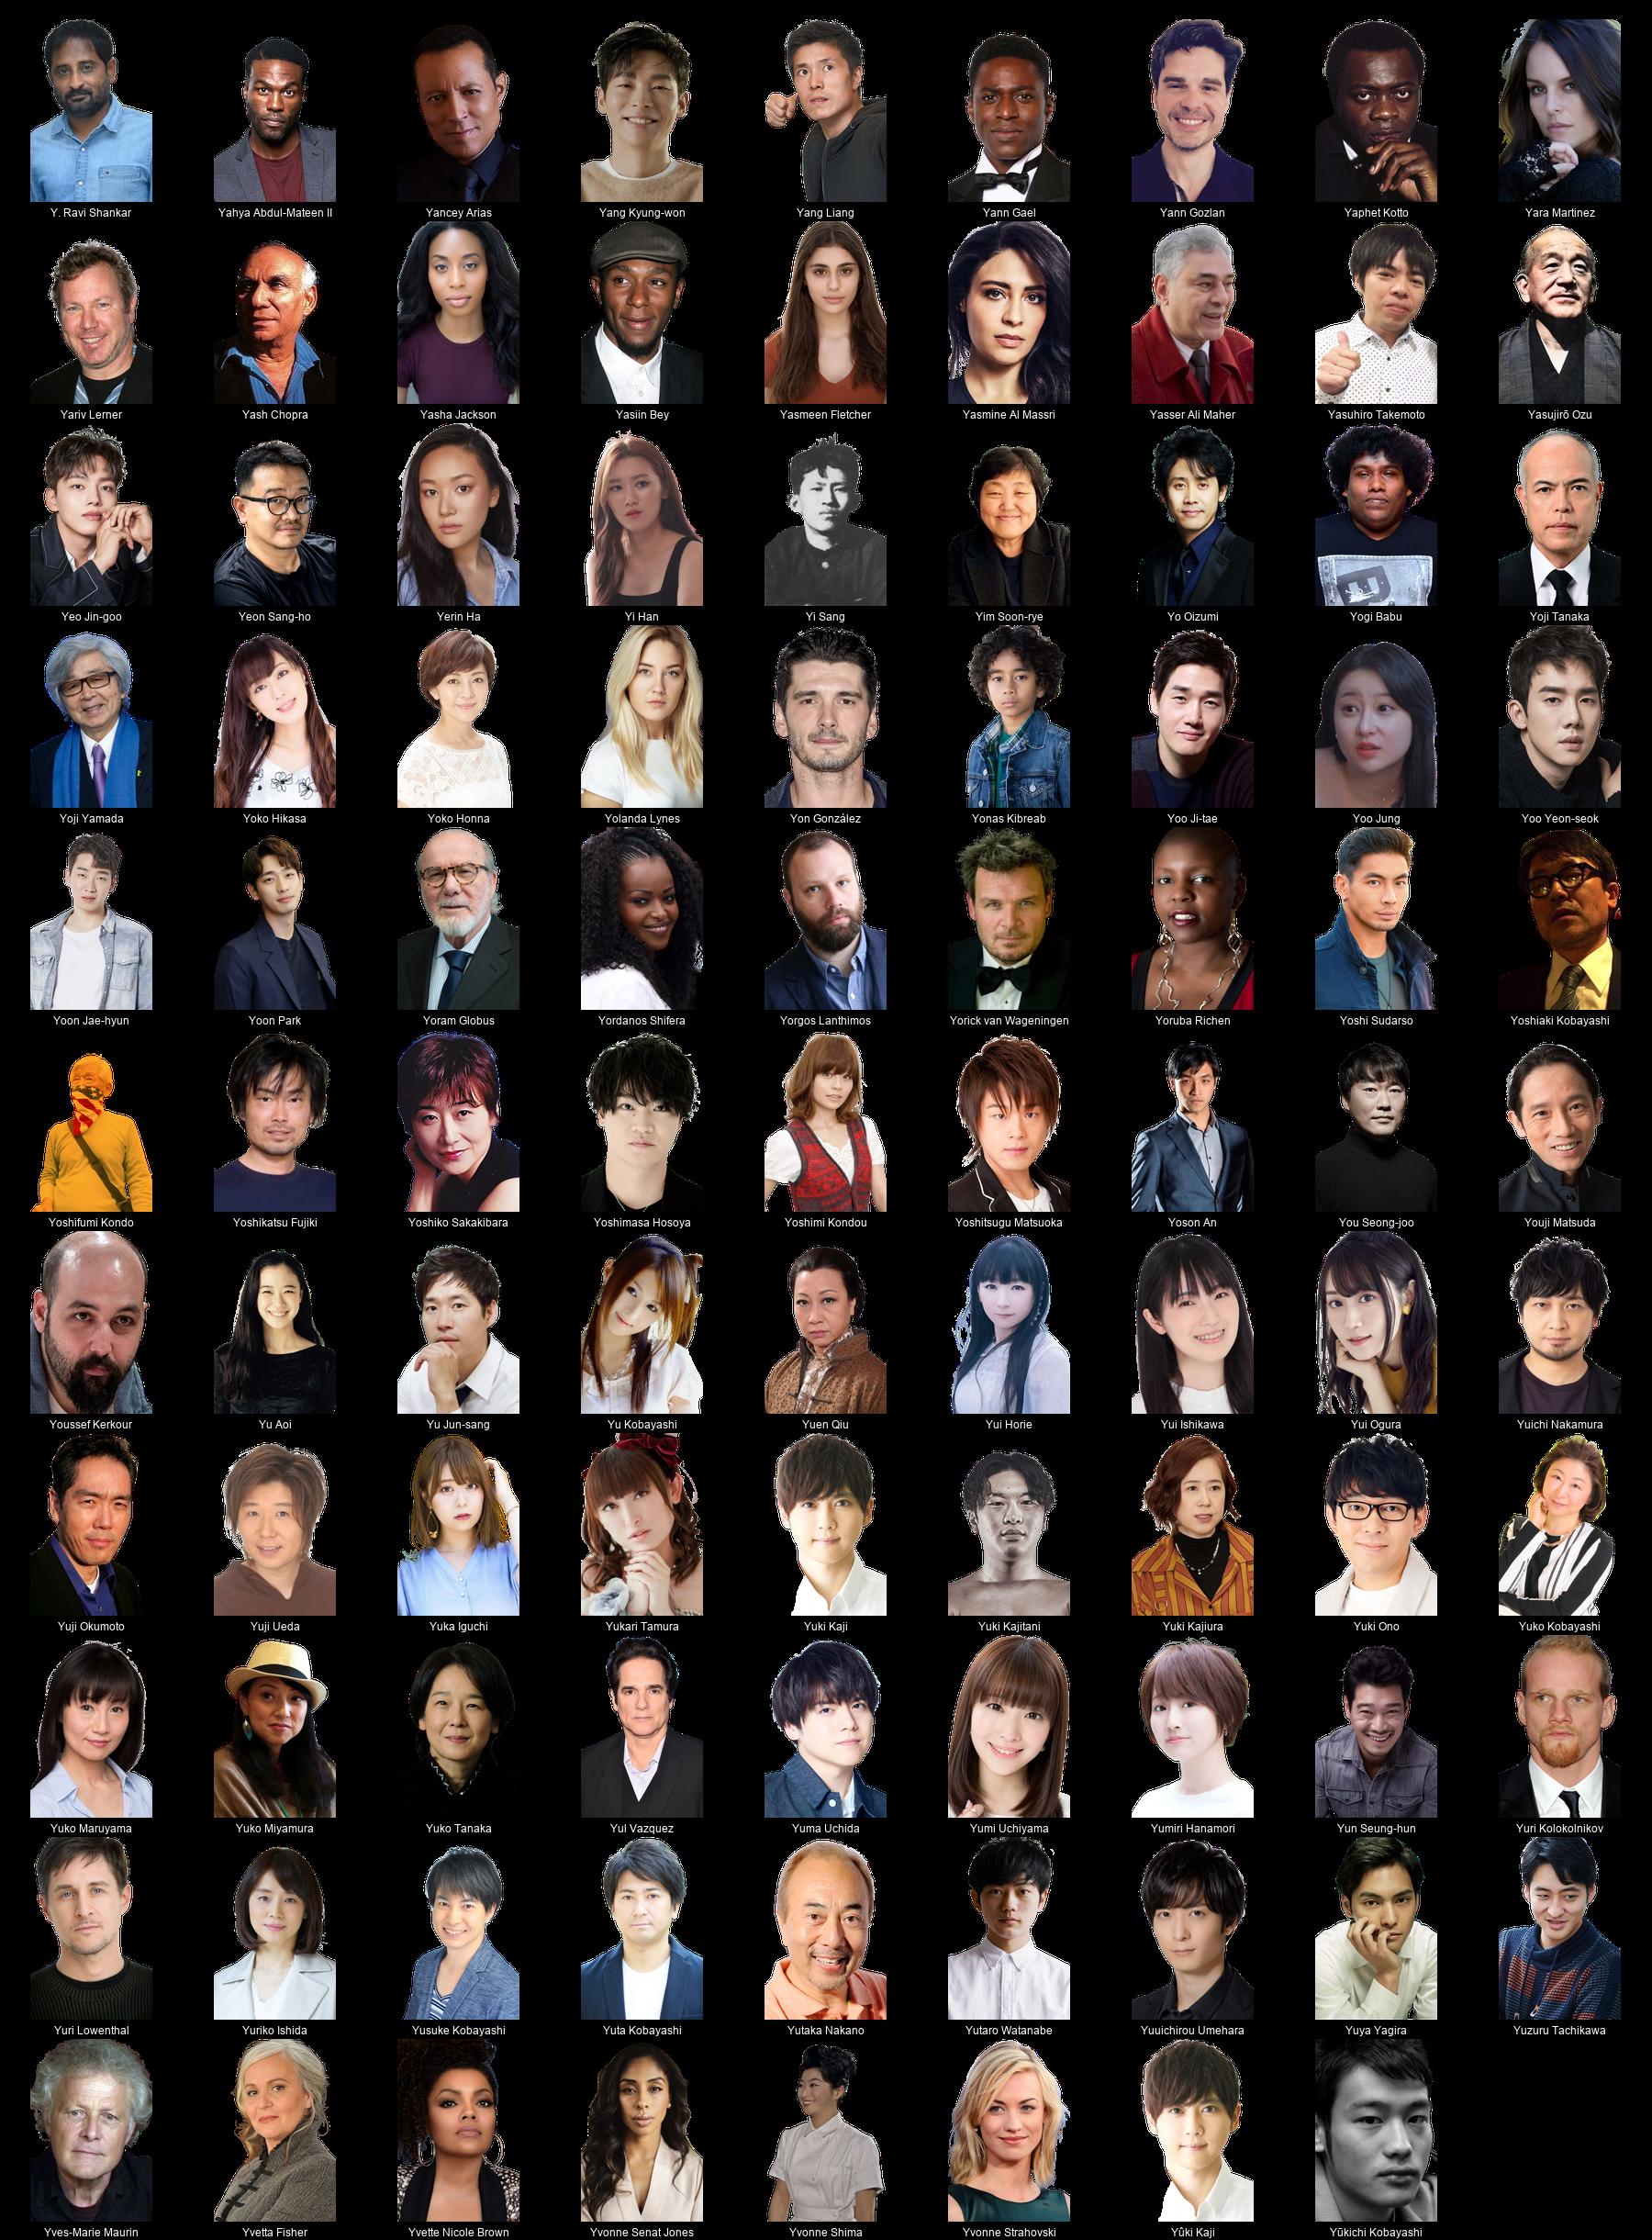 Y. Ravi Shankar Yahya Abdul-Mateen II Yancey Arias Yang Kyung-won Yang Liang Yann Gael Yann Gozlan Yaphet Kotto Yara Martinez
Yariv Lerner Yash Chopra Yasha Jackson Yasiin Bey Yasmeen Fletcher Yasmine Al Massri Yasser Ali Maher Yasuhiro Takemoto Yasujirō Ozu
Yeo Jin-goo Yeon Sang-ho Yerin Ha Yi Han Yi Sang Yim Soon-rye Yo Oizumi Yogi Babu Yoji Tanaka
Yoji Yamada Yoko Hikasa Yoko Honna Yolanda Lynes Yon González Yonas Kibreab Yoo Ji-tae Yoo Jung Yoo Yeon-seok
Yoon Jae-hyun Yoon Park Yoram Globus Yordanos Shifera Yorgos Lanthimos Yorick van Wageningen Yoruba Richen Yoshi Sudarso Yoshiaki Kobayashi
Yoshifumi Kondo Yoshikatsu Fujiki Yoshiko Sakakibara Yoshimasa Hosoya Yoshimi Kondou Yoshitsugu Matsuoka Yoson An You Seong-joo Youji Matsuda
Youssef Kerkour Yu Aoi Yu Jun-sang Yu Kobayashi Yuen Qiu Yui Horie Yui Ishikawa Yui Ogura Yuichi Nakamura
Yuji Okumoto Yuji Ueda Yuka Iguchi Yukari Tamura Yuki Kaji Yuki Kajitani Yuki Kajiura Yuki Ono Yuko Kobayashi
Yuko Maruyama Yuko Miyamura Yuko Tanaka Yul Vazquez Yuma Uchida Yumi Uchiyama Yumiri Hanamori Yun Seung-hun Yuri Kolokolnikov
Yuri Lowenthal Yuriko Ishida Yusuke Kobayashi Yuta Kobayashi Yutaka Nakano Yutaro Watanabe Yuuichirou Umehara Yuya Yagira Yuzuru Tachikawa
Yves-Marie Maurin Yvetta Fisher Yvette Nicole Brown Yvonne Senat Jones Yvonne Shima Yvonne Strahovski Yûki Kaji Yūkichi Kobayashi